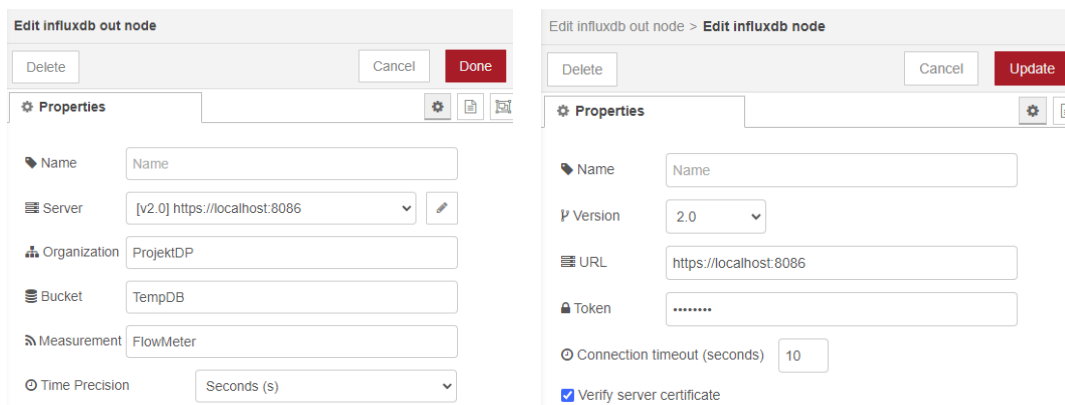 Edit influxdb out node
Delete
Cancel
Done
Properties
Name
Name
Server
[v2.0] https://localhost:8086
Organization
ProjektDP
Bucket
TempDB
Measurement
FlowMeter
Time Precision
Seconds (s)
Edit influxdb out node > Edit influxdb node
Delete
Cancel
Update
Properties
Name
Name
Version
2.0
URL
https://localhost:8086
Token
••••••••
Connection timeout (seconds)
10
Verify server certificate